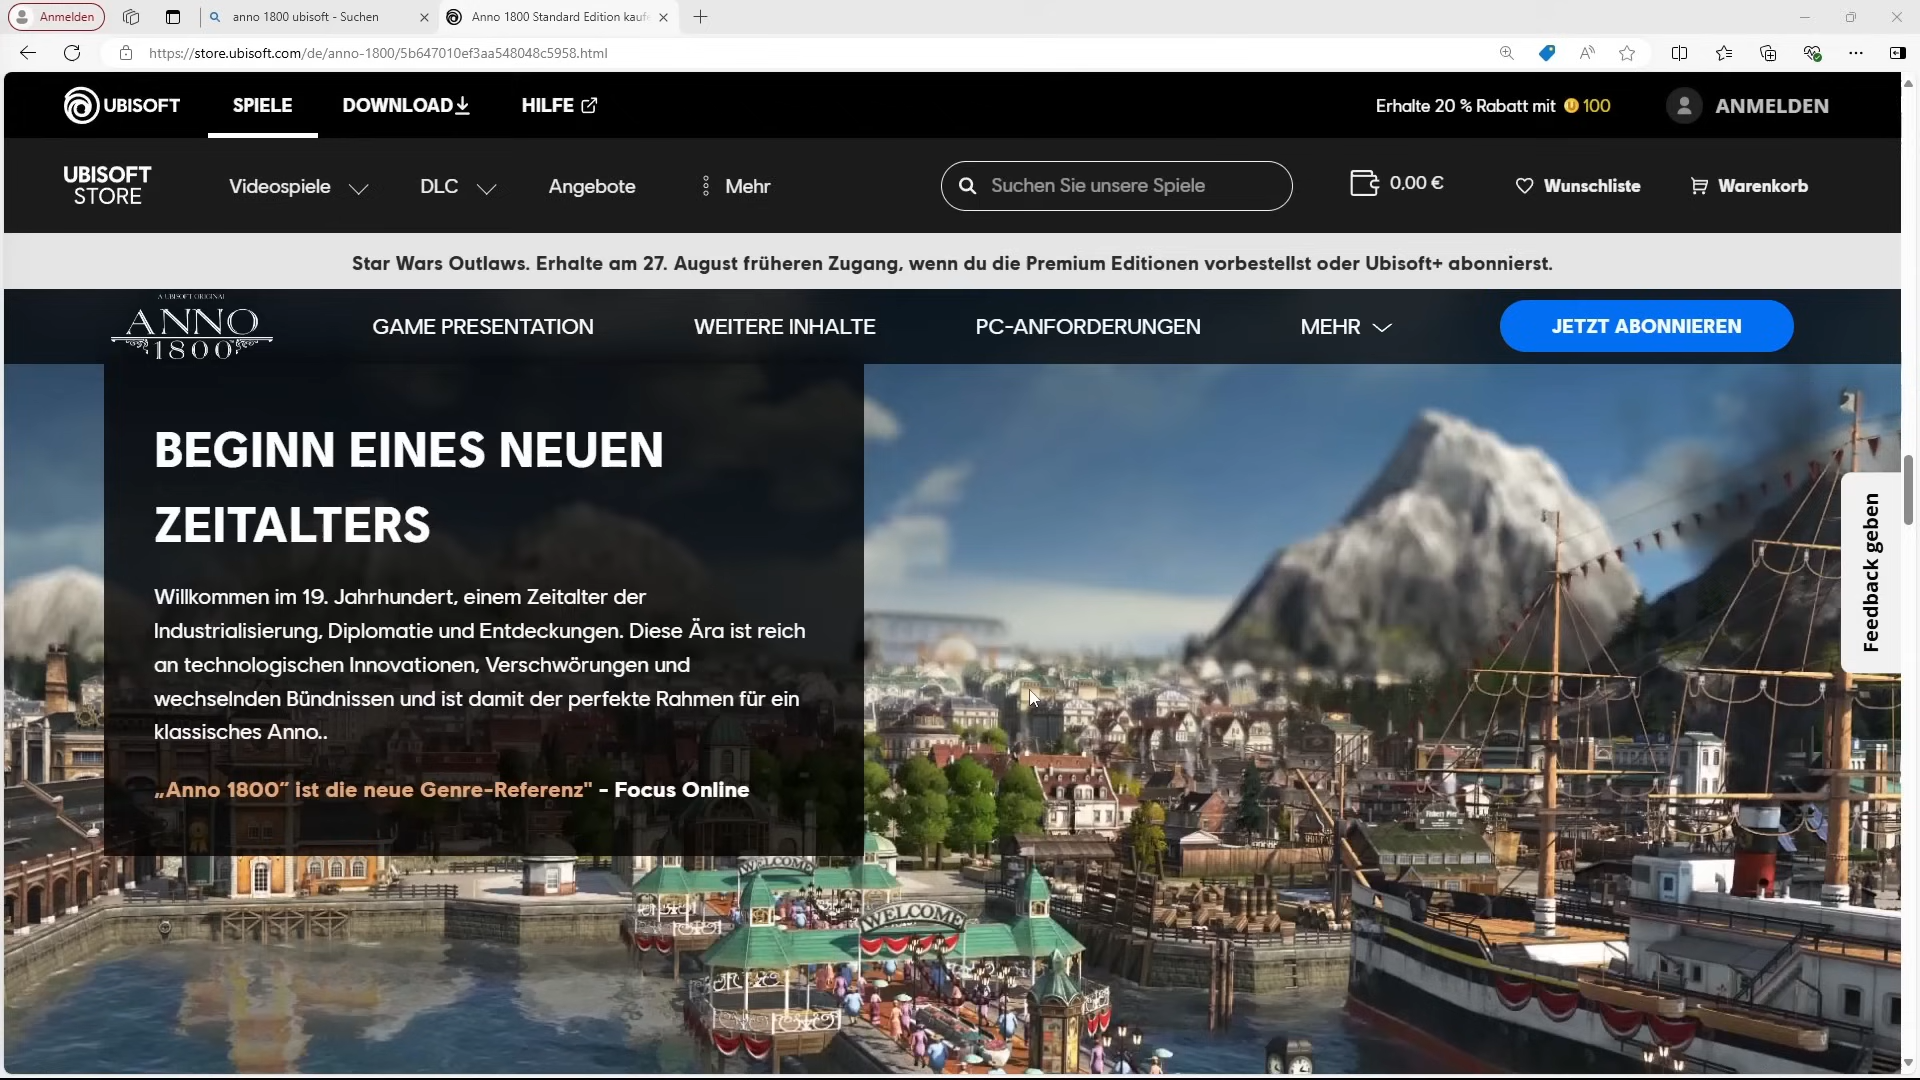 Anmelden
anno 1800 ubisoft - Suchen
Anno 1800 Standard Edition kaufe
https://store.ubisoft.com/de/anno-1800/5b647010ef3aa548048c5958.html
UBISOFT
SPIELE
DOWNLOAD
HILFE
Erhalte 20 % Rabatt mit 100
ANMELDEN
UBISOFT
STORE
Videospiele
DLC
Angebote
Mehr
Suchen Sie unsere Spiele
0,00 €
Wunschliste
Warenkorb
Star Wars Outlaws. Erhalte am 27. August früheren Zugang, wenn du die Premium Editionen vorbestellst oder Ubisoft+ abonnierst.
A UBISOFT ORIGINAL
ANNO
1800
GAME PRESENTATION
WEITERE INHALTE
PC-ANFORDERUNGEN
MEHR
JETZT ABONNIEREN
BEGINN EINES NEUEN
ZEITALTERS
Willkommen im 19. Jahrhundert, einem Zeitalter der
Industrialisierung, Diplomatie und Entdeckungen. Diese Ära ist reich
an technologischen Innovationen, Verschwörungen und
wechselnden Bündnissen und ist damit der perfekte Rahmen für ein
klassisches Anno..
„Anno 1800“ ist die neue Genre-Referenz" - Focus Online
Feedback geben
WELCOME
WELCOME